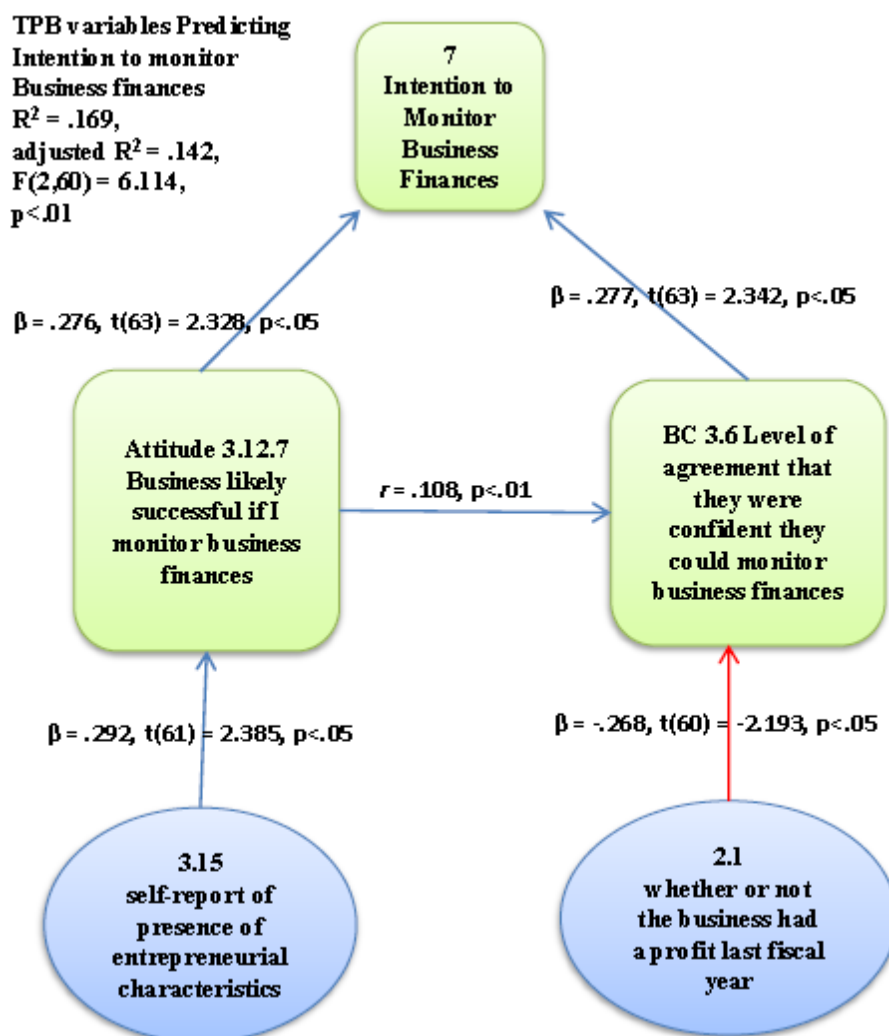 TPB variables Predicting
Intention to monitor
Business finances
R² = .169,
adjusted R² = .142,
F(2,60) = 6.114,
p<.01
7
Intention to
Monitor
Business
Finances
β = .276, t(63) = 2.328, p<.05
β = .277, t(63) = 2.342, p<.05
Attitude 3.12.7
Business likely
successful if I
monitor business
finances
r = .108, p<.01
BC 3.6 Level of
agreement that
they were
confident they
could monitor
business finances
β = .292, t(61) = 2.385, p<.05
β = -.268, t(60) = -2.193, p<.05
3.15
self-report of
presence of
entrepreneurial
characteristics
2.1
whether or not
the business had
a profit last fiscal
year